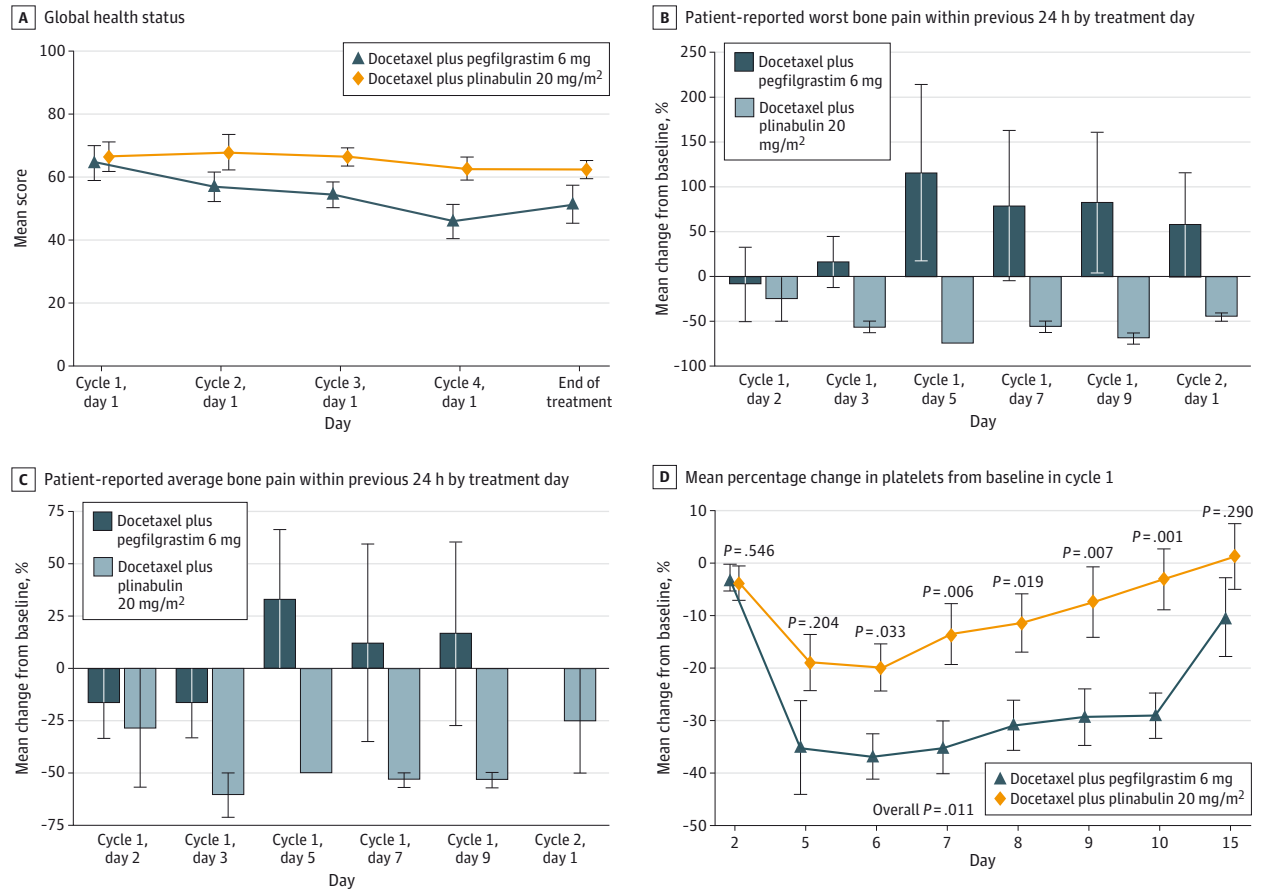 A Global health status
100
80
60
40
20
0
Mean score
Docetaxel plus pegfilgrastim 6 mg
Docetaxel plus plinabulin 20 mg/m2
Cycle 1,
day 1
Cycle 2,
day 1
Cycle 3,
day 1
Cycle 4,
day 1
End of
treatment
Day
B Patient-reported worst bone pain within previous 24 h by treatment day
250
200
150
100
50
0
-50
-100
Mean change from baseline, %
Docetaxel plus
pegfilgrastim 6 mg
Docetaxel plus
plinabulin 20
mg/m2
Cycle 1,
day 2
Cycle 1,
day 3
Cycle 1,
day 5
Cycle 1,
day 7
Cycle 1,
day 9
Cycle 2,
day 1
Day
C Patient-reported average bone pain within previous 24 h by treatment day
75
50
25
0
-25
-50
-75
Mean change from baseline, %
Docetaxel plus
pegfilgrastim 6 mg
Docetaxel plus
plinabulin
20 mg/m2
Cycle 1,
day 2
Cycle 1,
day 3
Cycle 1,
day 5
Cycle 1,
day 7
Cycle 1,
day 9
Cycle 2,
day 1
Day
D Mean percentage change in platelets from baseline in cycle 1
10
0
-10
-20
-30
-40
-50
Mean change from baseline, %
P = .546
P = .204
P = .033
P = .006
P = .019
P = .007
P = .001
P = .290
Docetaxel plus pegfilgrastim 6 mg
Docetaxel plus plinabulin 20 mg/m2
Overall P = .011
2
5
6
7
8
9
10
15
Day